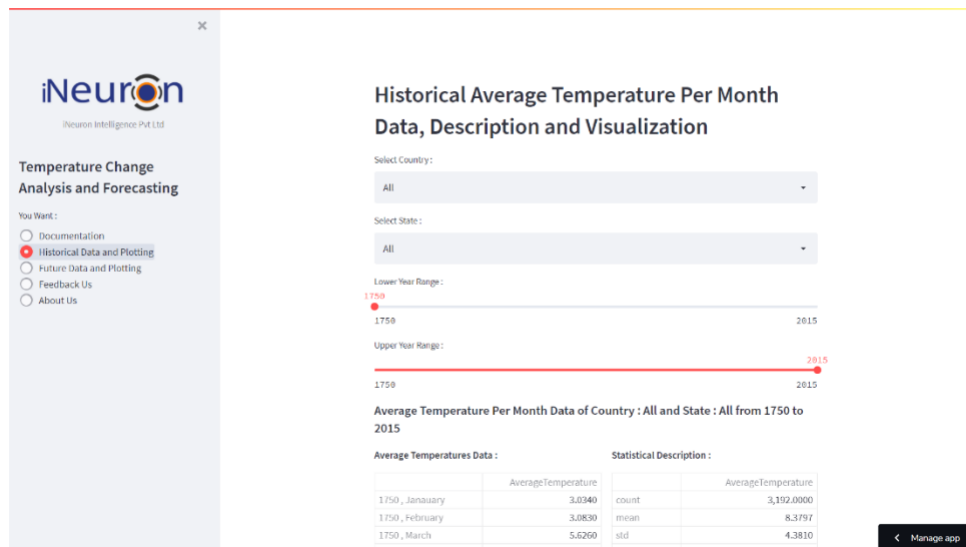 ×
iNeuron
iNeuron Intelligence Pvt Ltd
Temperature Change
Analysis and Forecasting
You Want :
Documentation
Historical Data and Plotting
Future Data and Plotting
Feedback Us
About Us
Historical Average Temperature Per Month
Data, Description and Visualization
Select Country :
All
Select State :
All
Lower Year Range :
1750
1750 2015
Upper Year Range :
2015
1750 2015
Average Temperature Per Month Data of Country : All and State : All from 1750 to
2015
Average Temperatures Data : Statistical Description :
AverageTemperature AverageTemperature
1750 , Janauary 3.0340 count 3,192.0000
1750 , February 3.0830 mean 8.3797
1750 , March 5.6260 std 4.3810
< Manage app